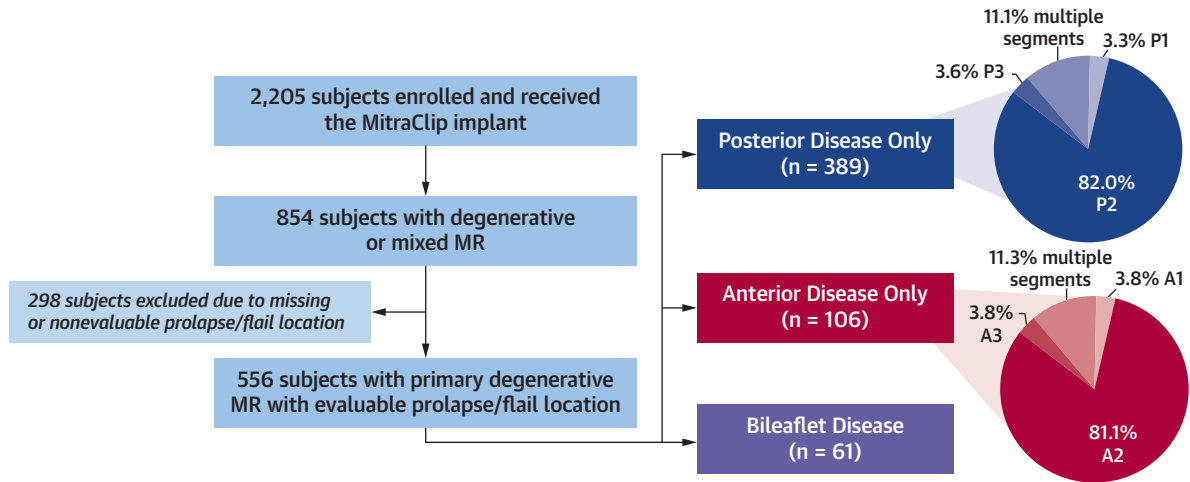 2,205 subjects enrolled and received
the MitraClip implant
854 subjects with degenerative
or mixed MR
298 subjects excluded due to missing
or nonevaluable prolapse/flail location
556 subjects with primary degenerative
MR with evaluable prolapse/flail location
Posterior Disease Only
(n = 389)
11.1% multiple
segments
3.3% P1
3.6% P3
82.0%
P2
Anterior Disease Only
(n = 106)
11.3% multiple
segments
3.8% A1
3.8%
A3
81.1%
A2
Bileaflet Disease
(n = 61)